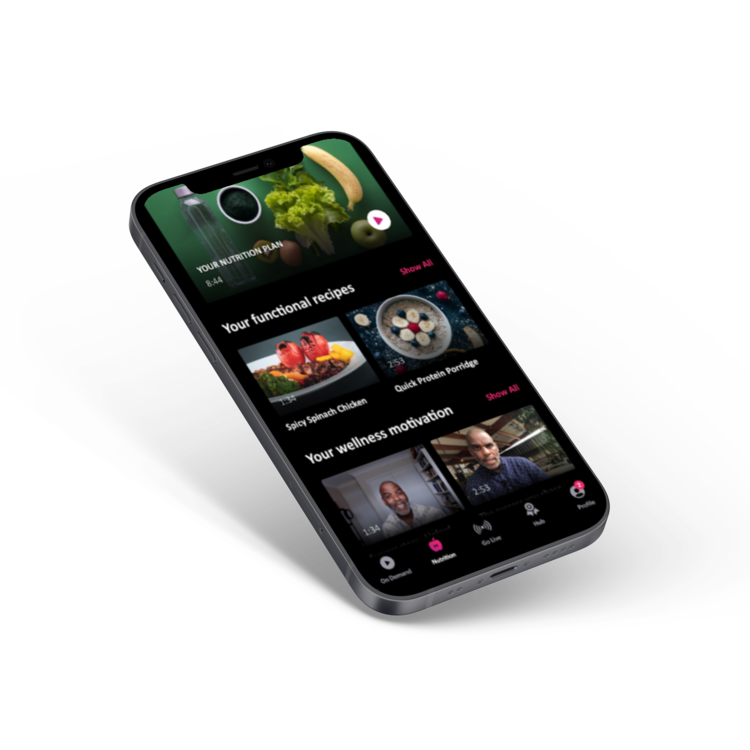 YOUR NUTRITION PLAN
8:44
Your functional recipes
Show All
1:34
2:53
Spicy Spinach Chicken
Quick Protein Porridge
Your wellness motivation
Show All
1:34
2:53
On Demand
Nutrition
Go Live
Hub
2
Profile